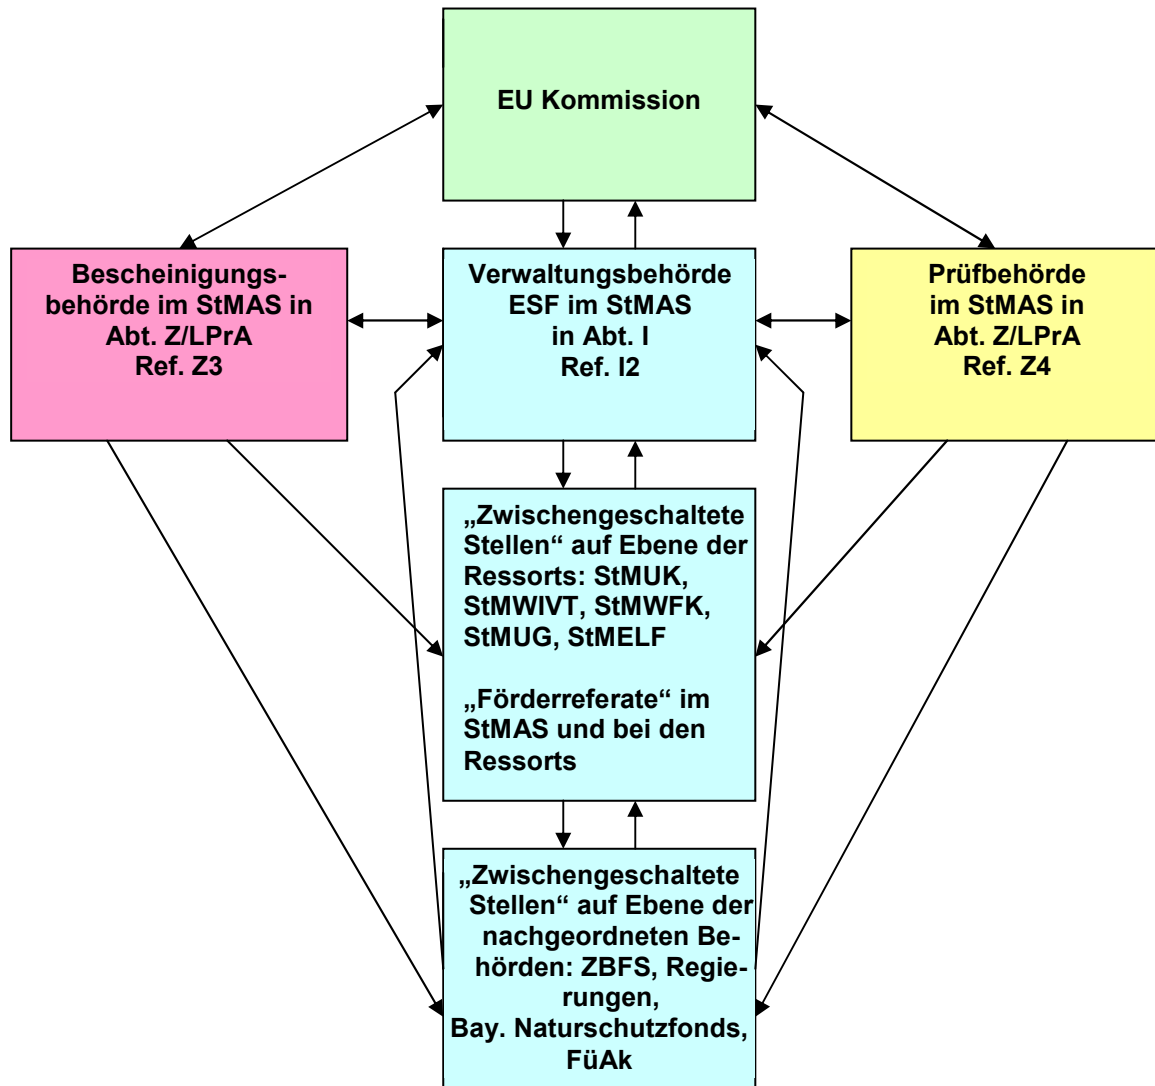 EU Kommission
Bescheinigungs-
behörde im StMAS in
Abt. Z/LPrA
Ref. Z3
Verwaltungsbehörde
ESF im StMAS
in Abt. I
Ref. I2
Prüfbehörde
im StMAS in
Abt. Z/LPrA
Ref. Z4
„Zwischengeschaltete
Stellen“ auf Ebene der
Ressorts: StMUK,
StMWIVT, StMWFK,
StMUG, StMELF
„Förderreferate“ im
StMAS und bei den
Ressorts
„Zwischengeschaltete
Stellen“ auf Ebene der
nachgeordneten Be-
hörden: ZBFS, Regie-
rungen,
Bay. Naturschutzfonds,
FüAk